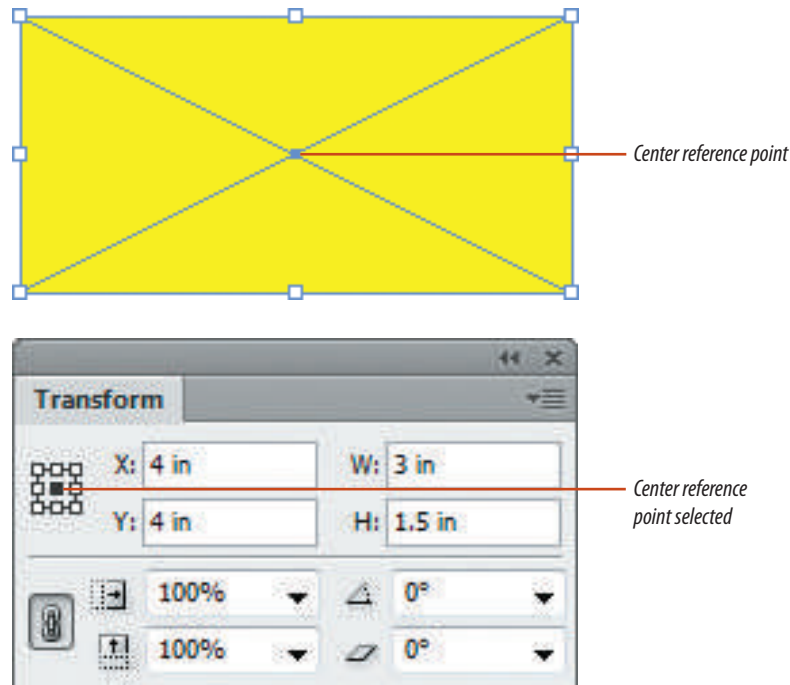 Center reference point
Transform
X: 4 in W: 3 in
Center reference
point selected
Y: 4 in H: 1.5 in
100% 0°
100% 0°